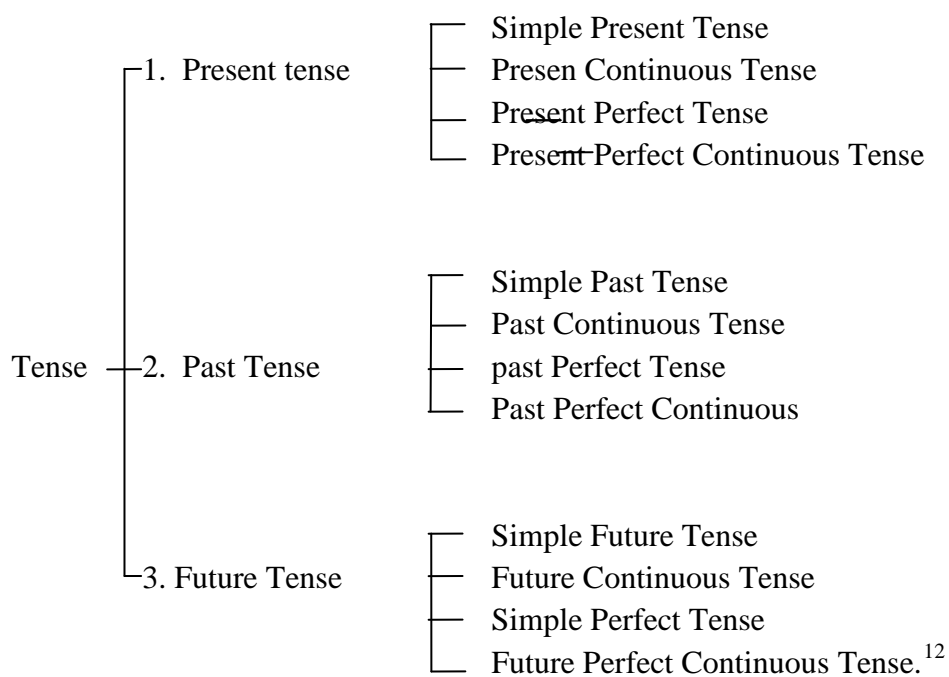 Simple Present Tense
1. Present tense
Presen Continuous Tense
Present Perfect Tense
Present Perfect Continuous Tense
Simple Past Tense
Past Continuous Tense
Tense
2. Past Tense
past Perfect Tense
Past Perfect Continuous
Simple Future Tense
3. Future Tense
Future Continuous Tense
Simple Perfect Tense
Future Perfect Continuous Tense.12